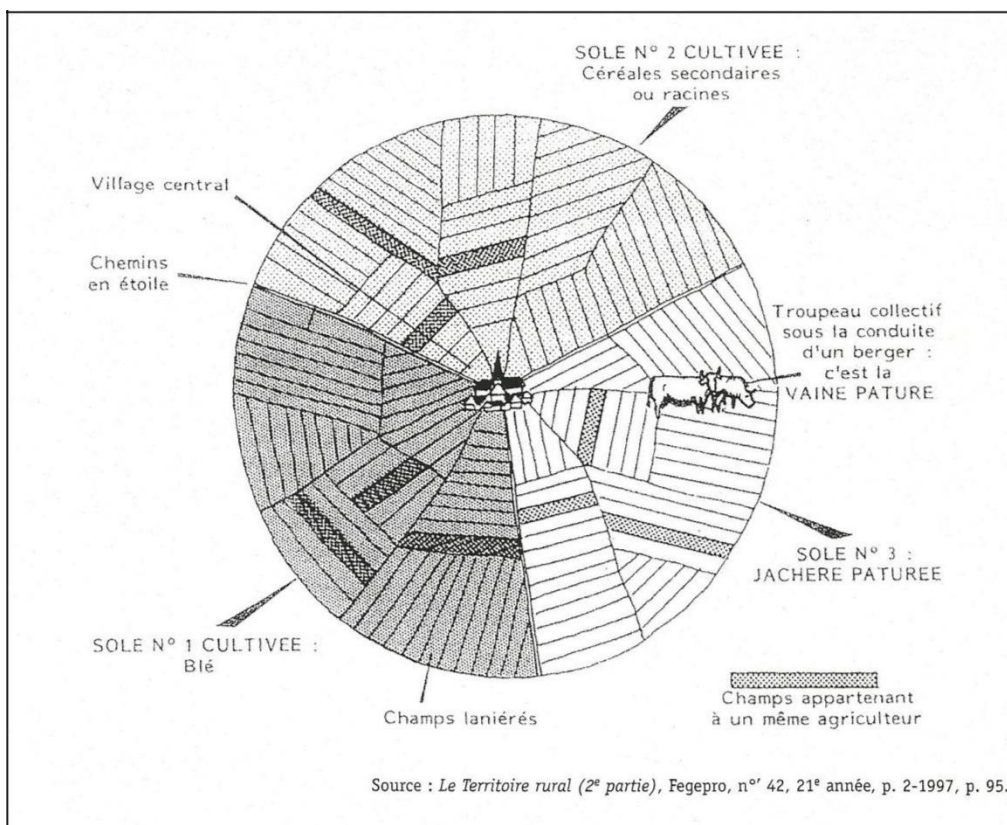 SOLE N° 2 CULTIVEE :
Céréales secondaires
ou racines
Village central
Chemins
en étoile
Troupeau collectif
sous la conduite
d'un berger :
c'est la
VAINE PATURE
SOLE N° 3 :
JACHERE PATUREE
SOLE N° 1 CULTIVEE :
Blé
Champs laniérés
Champs appartenant
à un même agriculteur
Source : Le Territoire rural (2e partie), Fegepro, n°' 42, 21e année, p. 2-1997, p. 95.